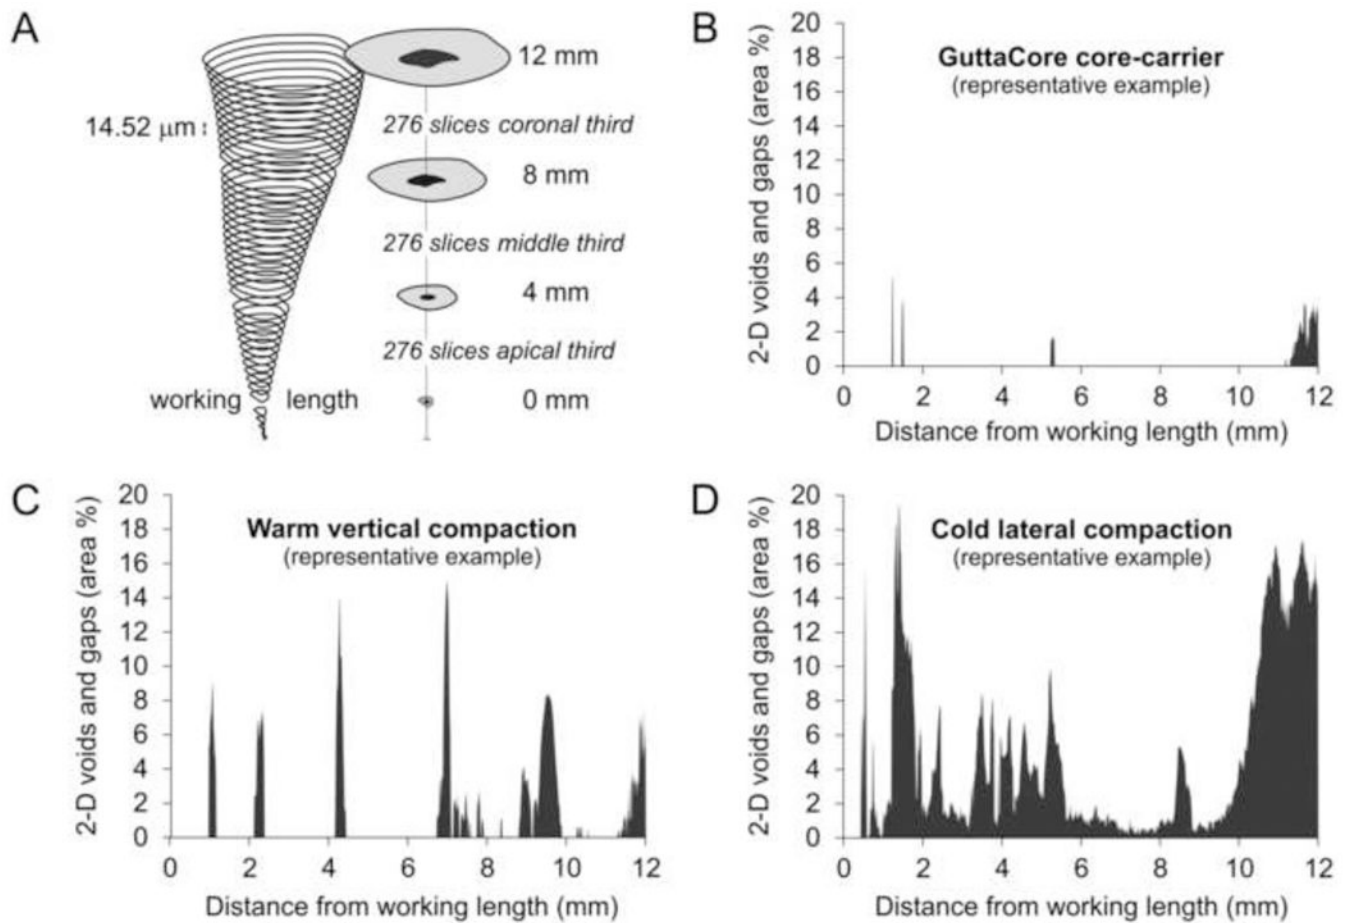 A
12 mm
14.52 μm
276 slices coronal third
8 mm
276 slices middle third
4 mm
276 slices apical third
working length
0 mm
B
2-D voids and gaps (area %)
20
18
16
14
12
10
8
6
4
2
0
GuttaCore core-carrier
(representative example)
0 2 4 6 8 10 12
Distance from working length (mm)
C
2-D voids and gaps (area %)
20
18
16
14
12
10
8
6
4
2
0
Warm vertical compaction
(representative example)
0 2 4 6 8 10 12
Distance from working length (mm)
D
2-D voids and gaps (area %)
20
18
16
14
12
10
8
6
4
2
0
Cold lateral compaction
(representative example)
0 2 4 6 8 10 12
Distance from working length (mm)